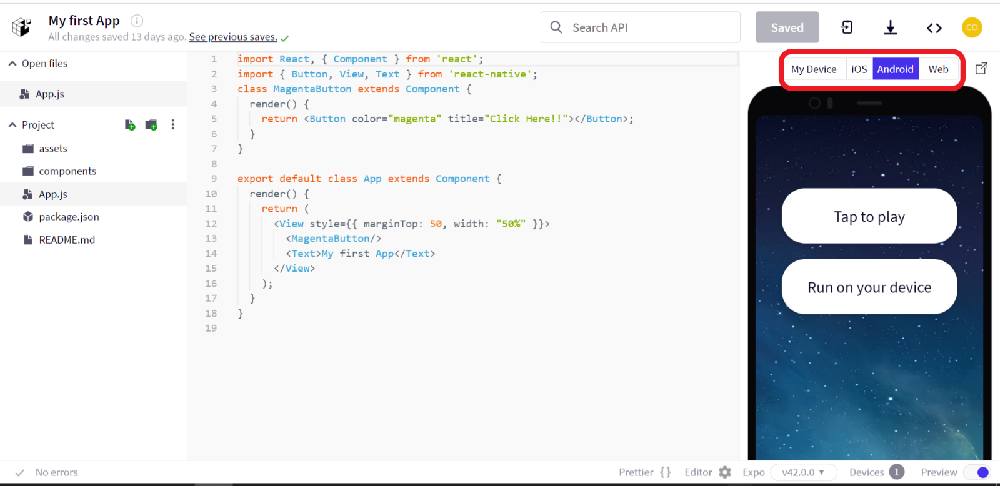 My first App
All changes saved 13 days ago. See previous saves.
Search API
Saved
CO
Open files
App.js
Project
assets
components
App.js
package.json
README.md
1 import React, { Component } from 'react';
2 import { Button, View, Text } from 'react-native';
3 class MagentaButton extends Component {
4 render() {
5 return <Button color="magenta" title="Click Here!!"></Button>;
6 }
7 }
8
9 export default class App extends Component {
10 render() {
11 return (
12 <View style={{ marginTop: 50, width: "50%" }}>
13 <MagentaButton/>
14 <Text>My first App</Text>
15 </View>
16 );
17 }
18 }
19
My Device iOS Android Web
Tap to play
Run on your device
No errors
Prettier {} Editor Expo v42.0.0 Devices 1 Preview